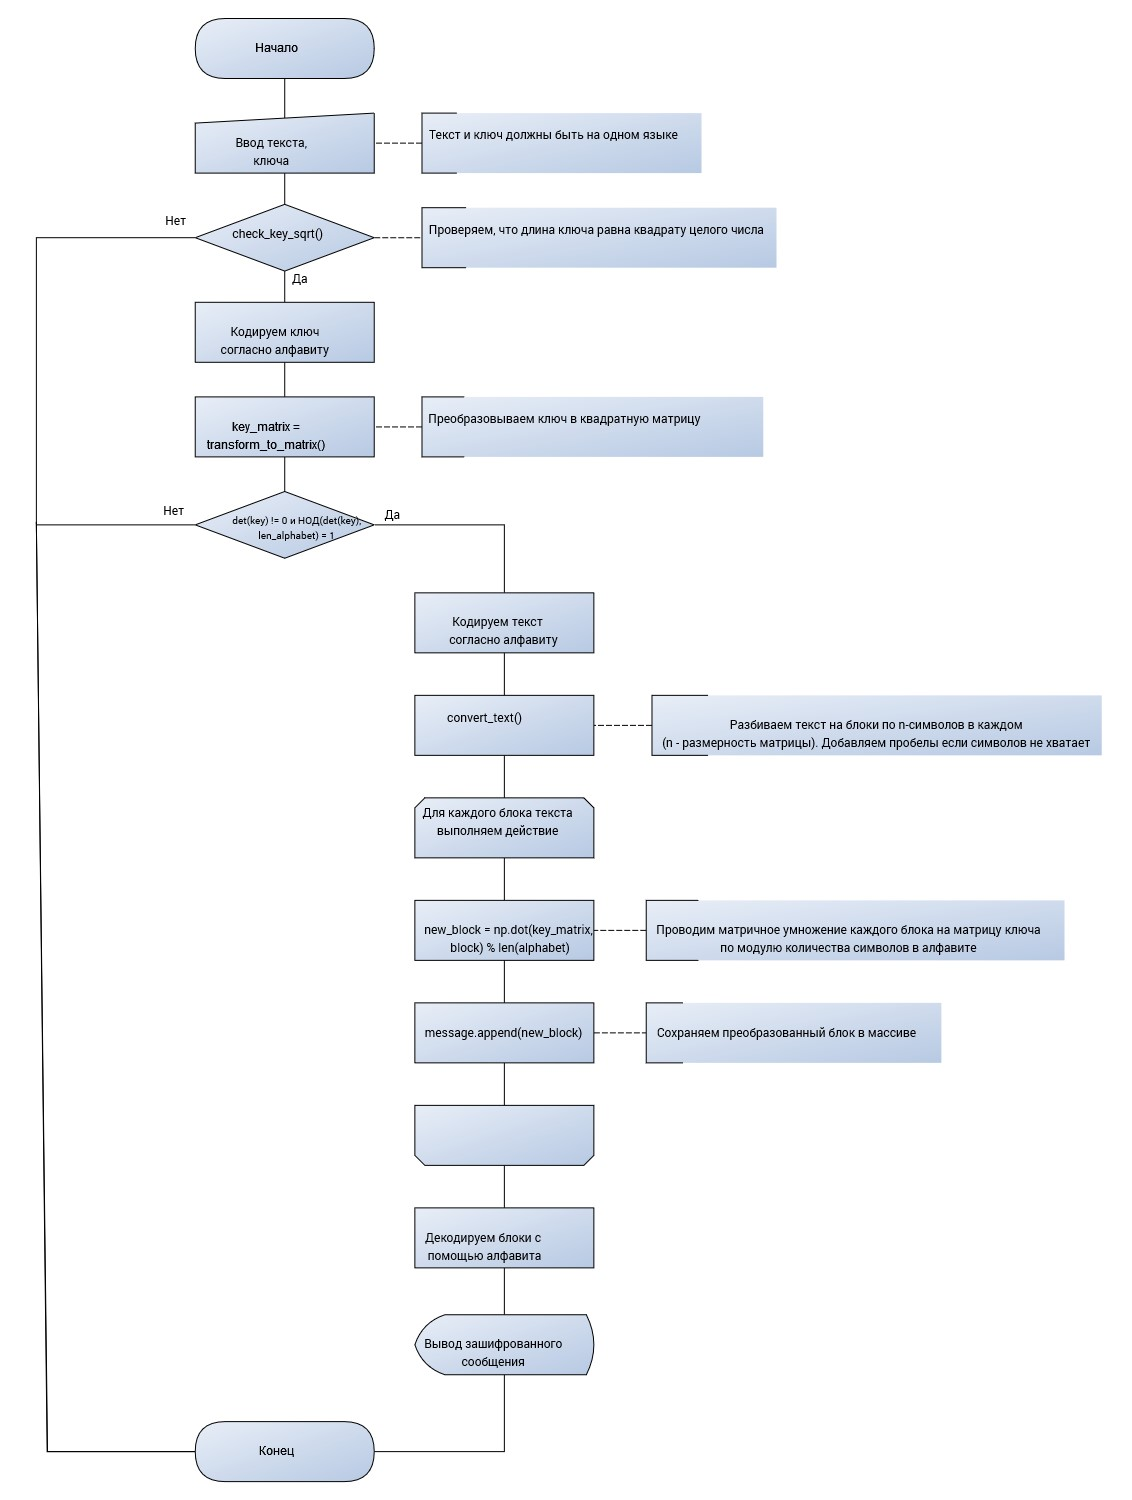 Начало
Ввод текста,
ключа
Текст и ключ должны быть на одном языке
Нет
check_key_sqrt()
Проверяем, что длина ключа равна квадрату целого числа
Да
Кодируем ключ
согласно алфавиту
key_matrix =
transform_to_matrix()
Преобразовываем ключ в квадратную матрицу
Нет
det(key) != 0 и НОД(det(key),
len_alphabet) = 1
Да
Кодируем текст
согласно алфавиту
convert_text()
Разбиваем текст на блоки по n-символов в каждом
(n - размерность матрицы). Добавляем пробелы если символов не хватает
Для каждого блока текста
выполняем действие
new_block = np.dot(key_matrix,
block) % len(alphabet)
Проводим матричное умножение каждого блока на матрицу ключа
по модулю количества символов в алфавите
message.append(new_block)
Сохраняем преобразованный блок в массиве
Декодируем блоки с
помощью алфавита
Вывод зашифрованного
сообщения
Конец